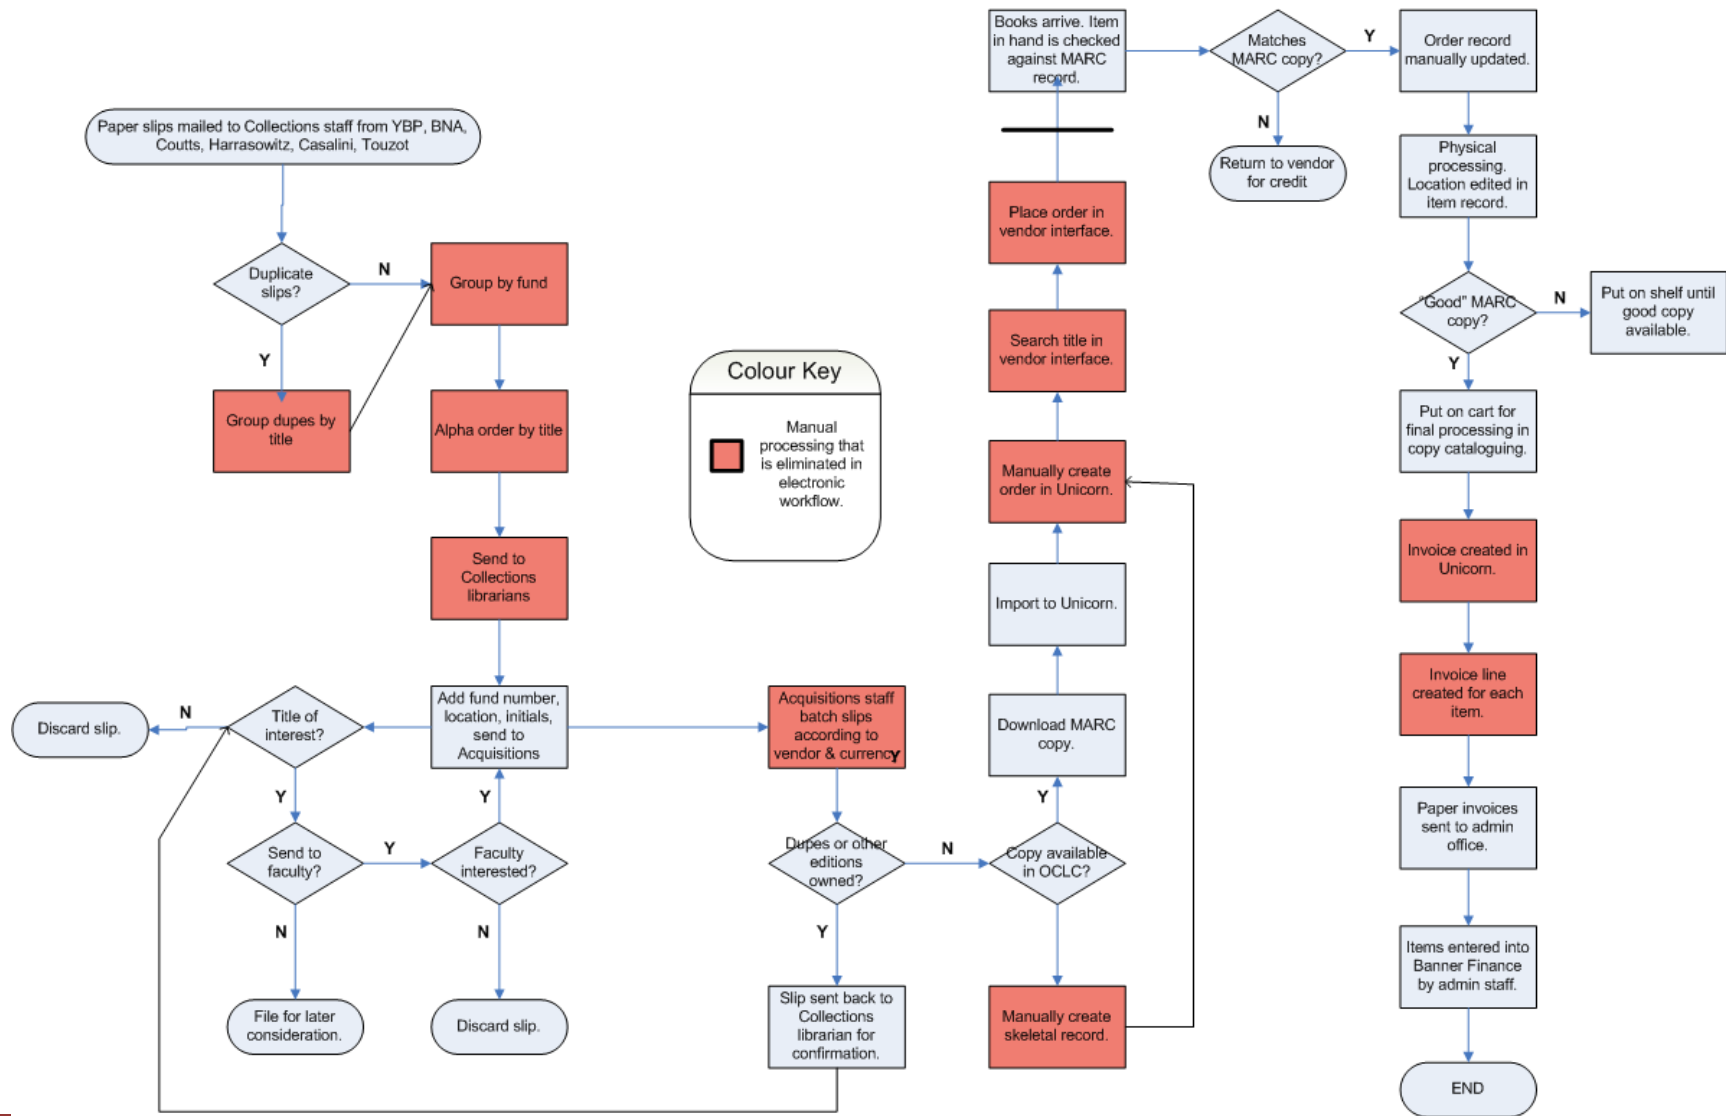 Paper slips mailed to Collections staff from YBP, BNA,
Coutts, Harrasowitz, Casalini, Touzot
Duplicate
slips?
N
Y
Group dupes by
title
Group by fund
Alpha order by title
Send to
Collections
librarians
Add fund number,
location, initials,
send to
Acquisitions
Title of
interest?
N
Discard slip.
Y
Send to
faculty?
Y
N
File for later
consideration.
Faculty
interested?
Y
N
Discard slip.
Colour Key
Manual
processing that
is eliminated in
electronic
workflow.
Acquisitions staff
batch slips
according to
vendor & currency
Y
Dupes or other
editions
owned?
N
Y
Slip sent back to
Collections
librarian for
confirmation.
Copy available
in OCLC?
Y
Manually create
skeletal record.
Download MARC
copy.
Import to Unicorn.
Manually create
order in Unicorn.
Search title in
vendor interface.
Place order in
vendor interface.
Books arrive. Item
in hand is checked
against MARC
record.
Matches
MARC copy?
Y
N
Return to vendor
for credit
Order record
manually updated.
Physical
processing.
Location edited in
item record.
"Good" MARC
copy?
N
Put on shelf until
good copy
available.
Y
Put on cart for
final processing in
copy cataloguing.
Invoice created in
Unicorn.
Invoice line
created for each
item.
Paper invoices
sent to admin
office.
Items entered into
Banner Finance
by admin staff.
END